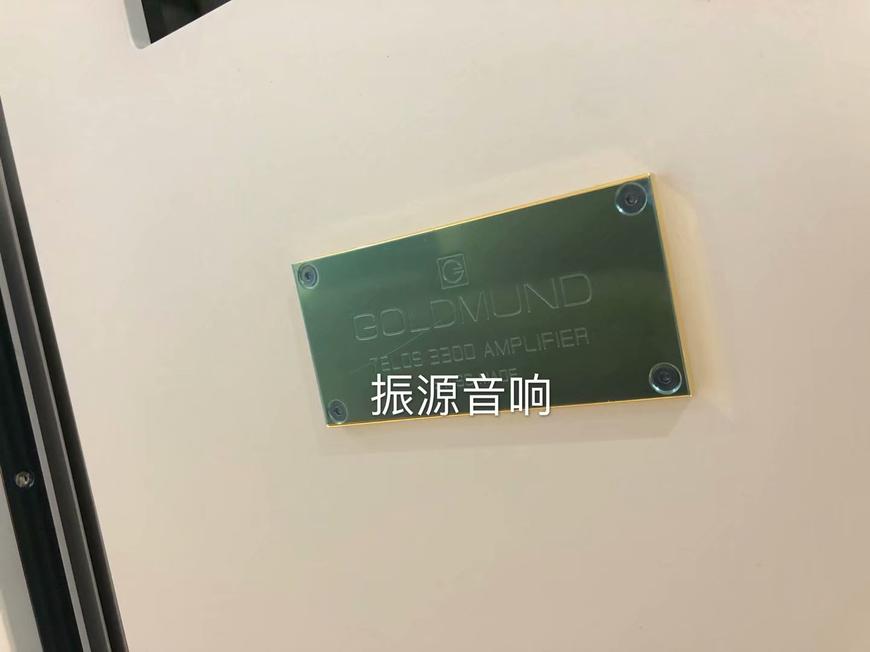 G
GOLDMUND
TELOS 3300 AMPLIFIER
振源音响